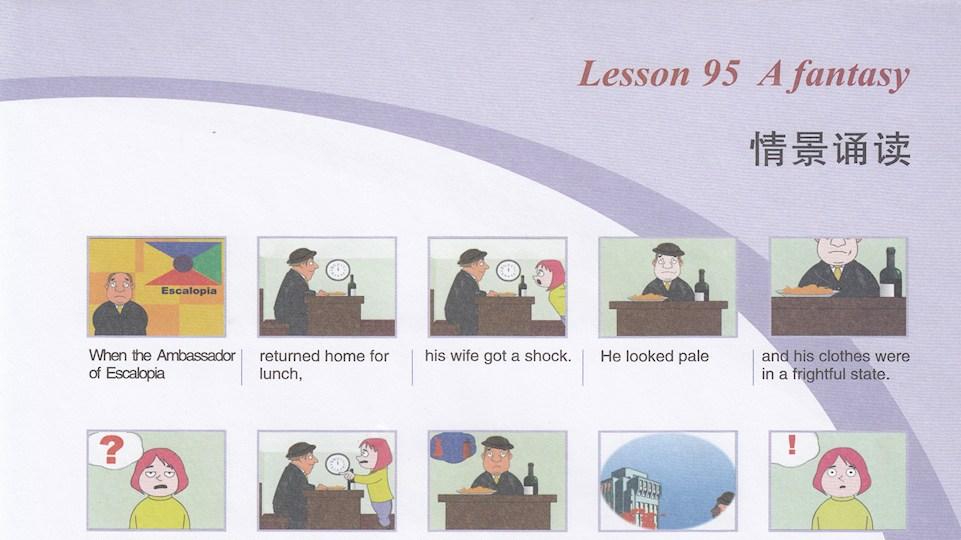 Lesson 95 A fantasy
情景诵读
Escalopia
When the Ambassador
of Escalopia
returned home for
lunch,
his wife got a shock.
He looked pale
and his clothes were
in a frightful state.
?
!